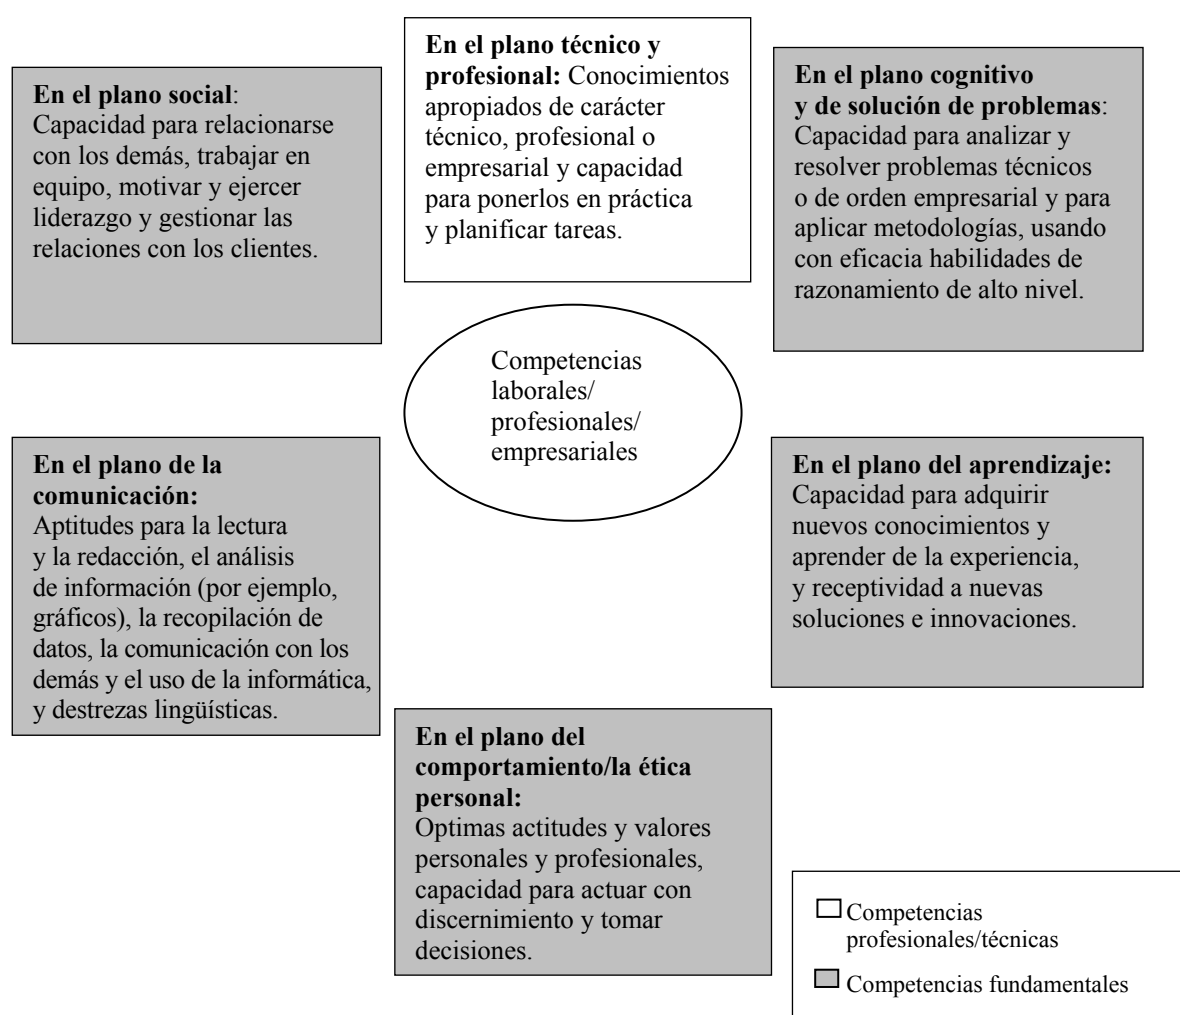 En el plano social:
Capacidad para relacionarse
con los demás, trabajar en
equipo, motivar y ejercer
liderazgo y gestionar las
relaciones con los clientes.
En el plano técnico y
profesional: Conocimientos
apropiados de carácter
técnico, profesional o
empresarial y capacidad
para ponerlos en práctica
y planificar tareas.
En el plano cognitivo
y de solución de problemas:
Capacidad para analizar y
resolver problemas técnicos
o de orden empresarial y para
aplicar metodologías, usando
con eficacia habilidades de
razonamiento de alto nivel.
Competencias
laborales/
profesionales/
empresariales
En el plano de la
comunicación:
Aptitudes para la lectura
y la redacción, el análisis
de información (por ejemplo,
gráficos), la recopilación de
datos, la comunicación con los
demás y el uso de la informática,
y destrezas lingüísticas.
En el plano del aprendizaje:
Capacidad para adquirir
nuevos conocimientos y
aprender de la experiencia,
y receptividad a nuevas
soluciones e innovaciones.
En el plano del
comportamiento/la ética
personal:
Optimas actitudes y valores
personales y profesionales,
capacidad para actuar con
discernimiento y tomar
decisiones.
Competencias
profesionales/técnicas
Competencias fundamentales